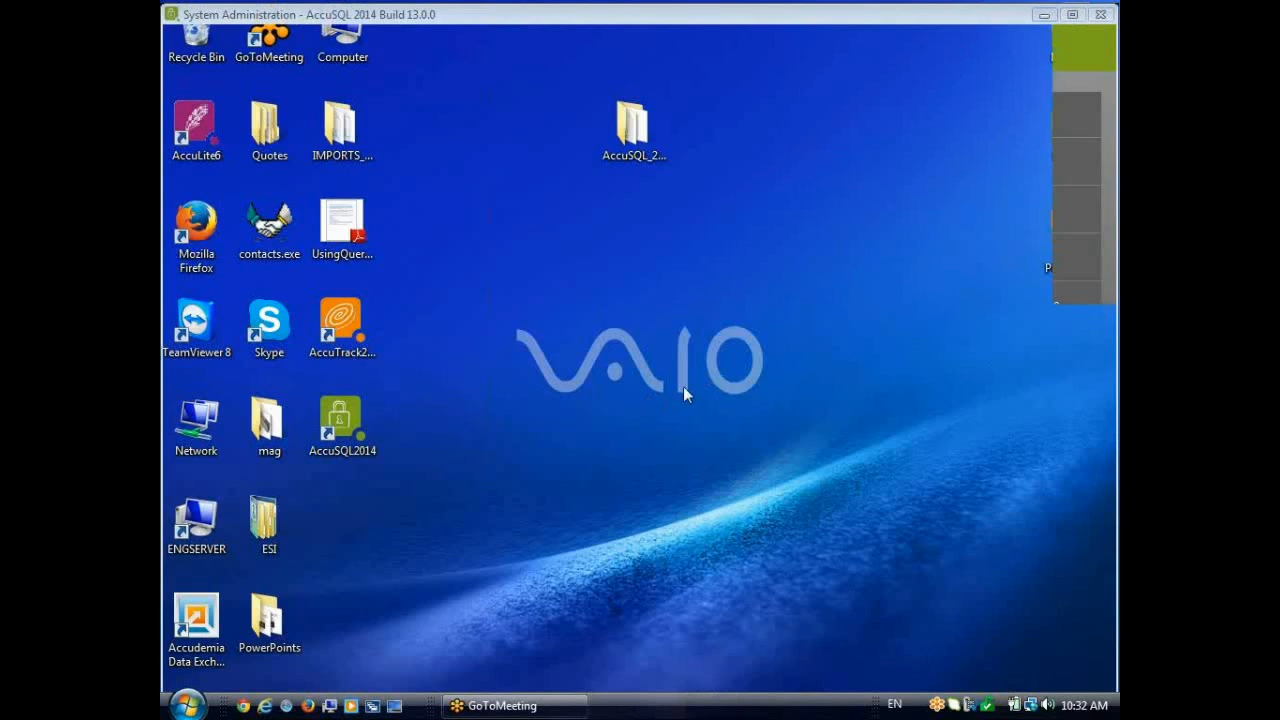 System Administration - AccuSQL 2014 Build 13.0.0
Recycle Bin
GoToMeeting
Computer
AccuLite6
Quotes
IMPORTS_...
AccuSQL_2...
Mozilla
Firefox
contacts.exe
UsingQuer...
TeamViewer 8
Skype
AccuTrack2...
VAIO
Network
mag
AccuSQL2014
ENGSERVER
ESI
Accudemia
Data Exch...
PowerPoints
GoToMeeting
EN
10:32 AM